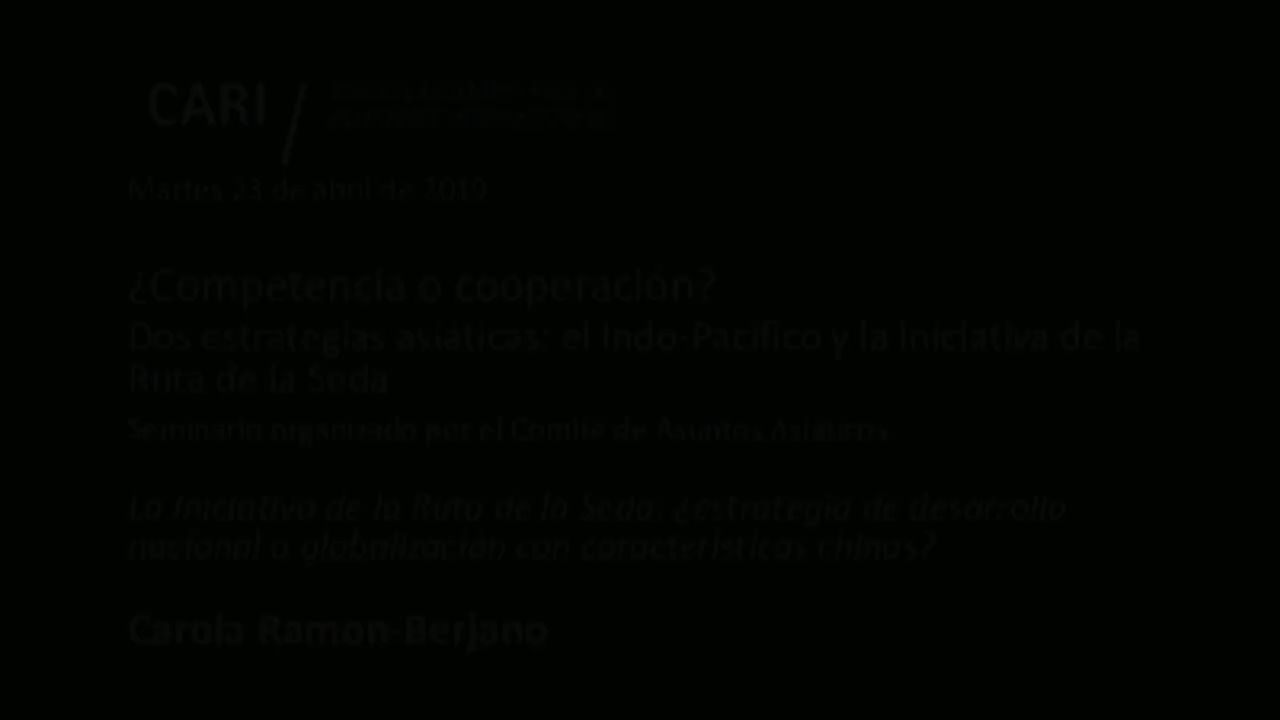 CARI /
Martes 23 de abril de 2019
¿Competencia o cooperación?
Dos estrategias asiáticas: el Indo-Pacífico y la Iniciativa de la
Ruta de la Seda
Seminario organizado por el Comité de Asuntos Asiáticos
La Iniciativa de la Ruta de la Seda: ¿estrategia de desarrollo
nacional o globalización con características chinas?
Carola Ramon-Berjano